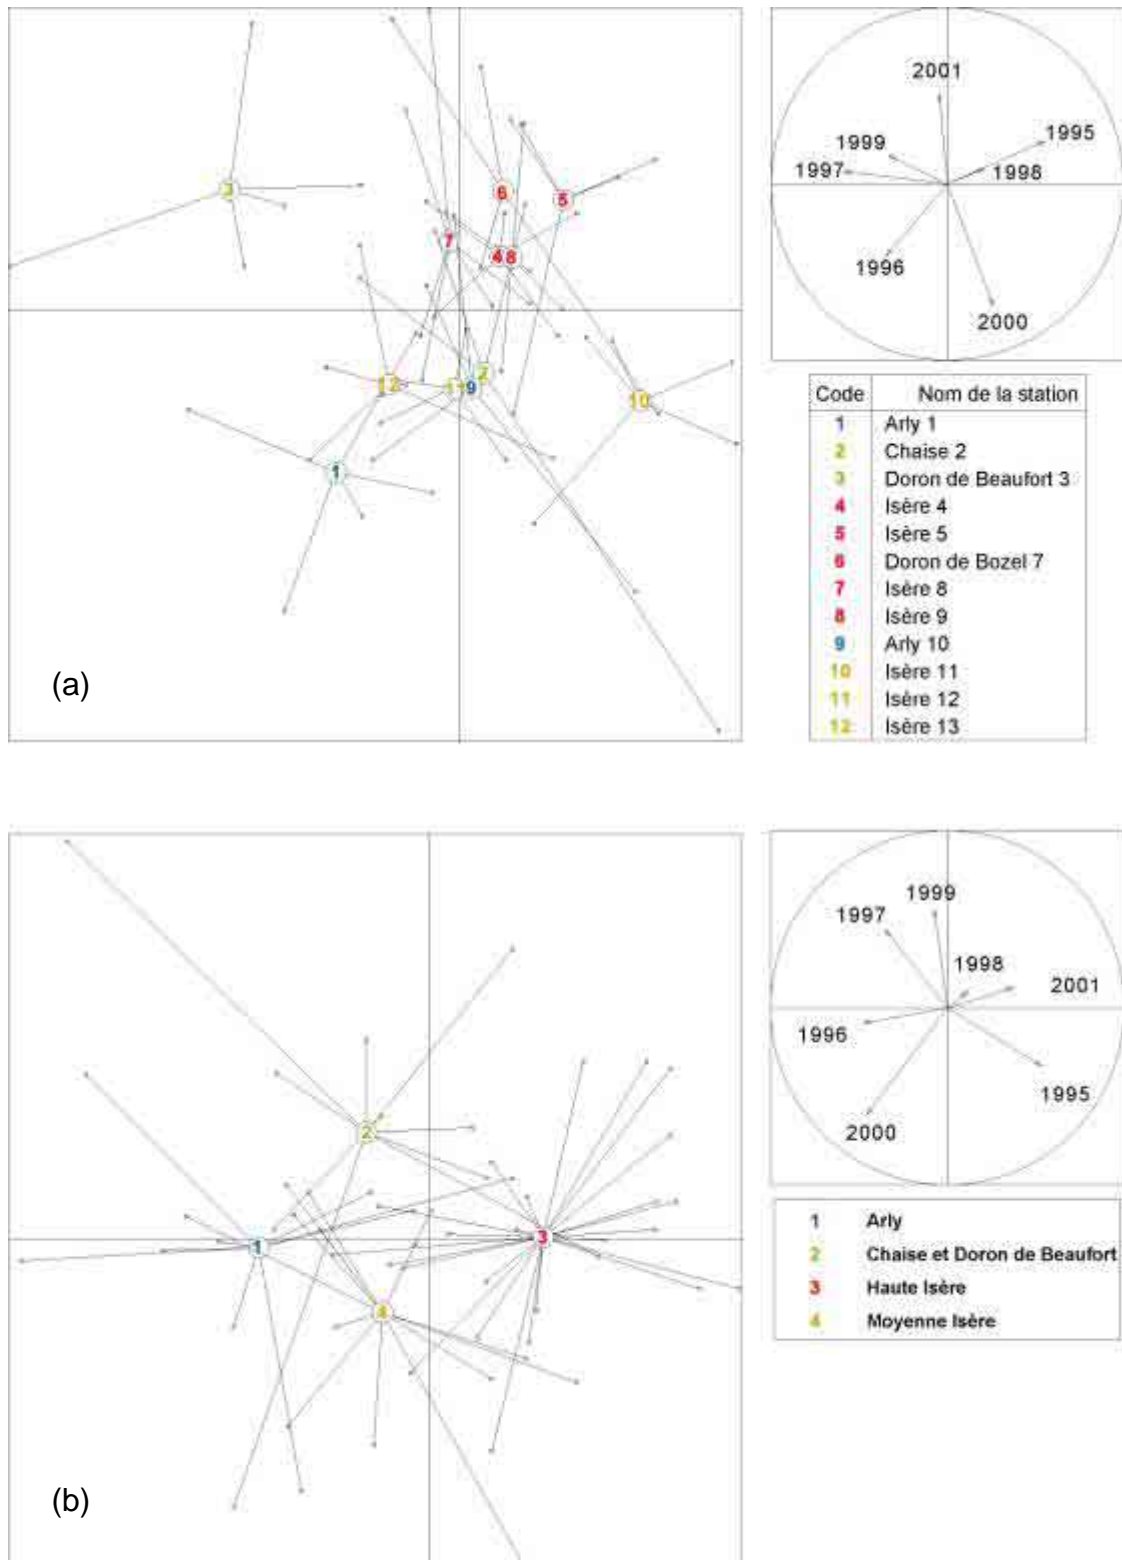 3
6
5
7
4 8
12
11
9
2
10
1
(a)
2001
1995
1999
1997
1998
1996
2000
Code Nom de la station
1 Arly 1
2 Chaise 2
3 Doron de Beaufort 3
4 Isère 4
5 Isère 5
6 Doron de Bozel 7
7 Isère 8
8 Isère 9
9 Arly 10
10 Isère 11
11 Isère 12
12 Isère 13
2
1
3
4
(b)
1999
1997
1998
2001
1996
1995
2000
1 Arly
2 Chaise et Doron de Beaufort
3 Haute Isère
4 Moyenne Isère